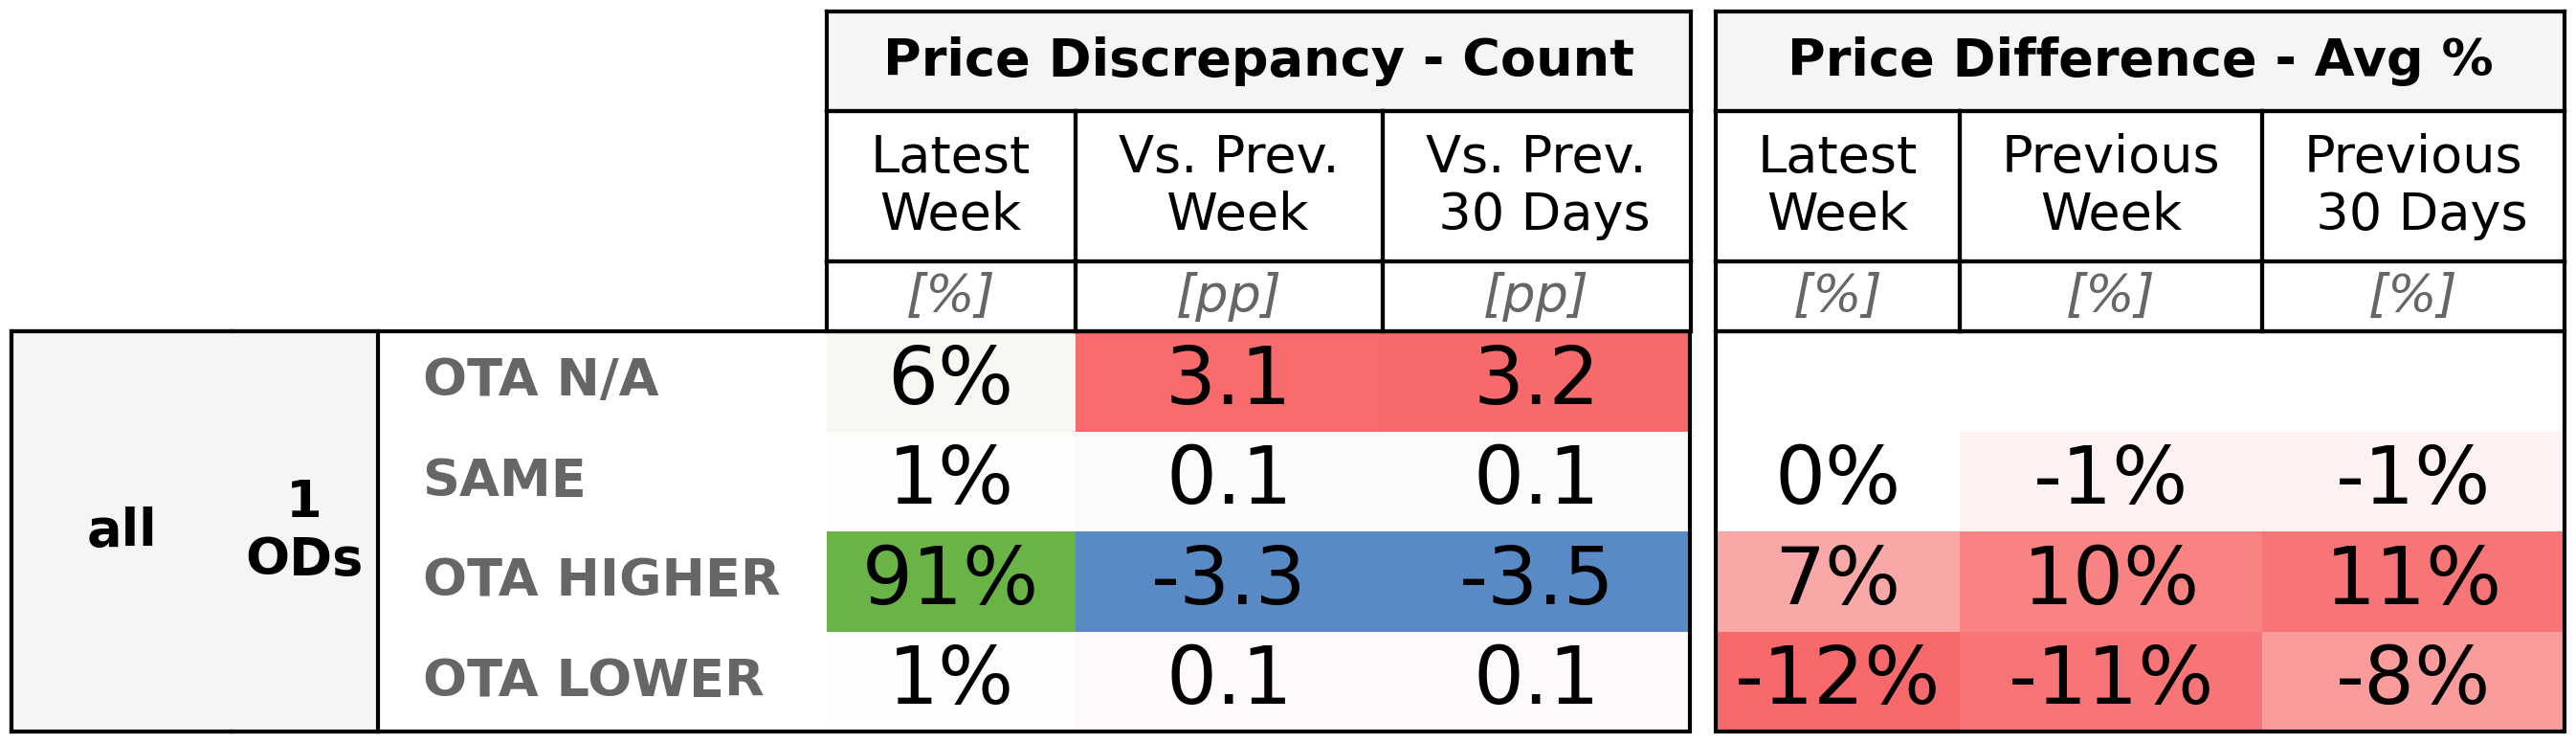 Price Discrepancy - Count Price Difference - Avg %
Latest Week Vs. Prev. Week Vs. Prev. 30 Days Latest Week Previous Week Previous 30 Days
[%] [pp] [pp] [%] [%] [%]
all 1 ODs
OTA N/A 6% 3.1 3.2
SAME 1% 0.1 0.1 0% -1% -1%
OTA HIGHER 91% -3.3 -3.5 7% 10% 11%
OTA LOWER 1% 0.1 0.1 -12% -11% -8%